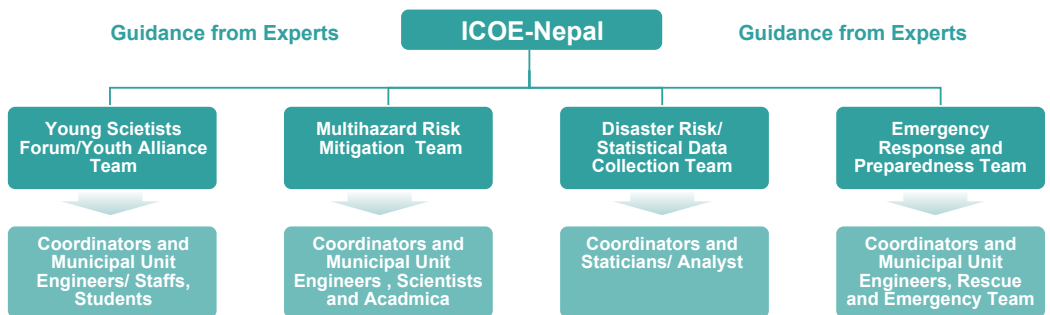 Guidance from Experts
ICOE-Nepal
Guidance from Experts
Young Scietists
Forum/Youth Alliance
Team
Multihazard Risk
Mitigation Team
Disaster Risk/
Statistical Data
Collection Team
Emergency
Response and
Preparedness Team
Coordinators and
Municipal Unit
Engineers/ Staffs,
Students
Coordinators and
Municipal Unit
Engineers , Scientists
and Acadmica
Coordinators and
Staticians/ Analyst
Coordinators and
Municipal Unit
Engineers, Rescue
and Emergency Team